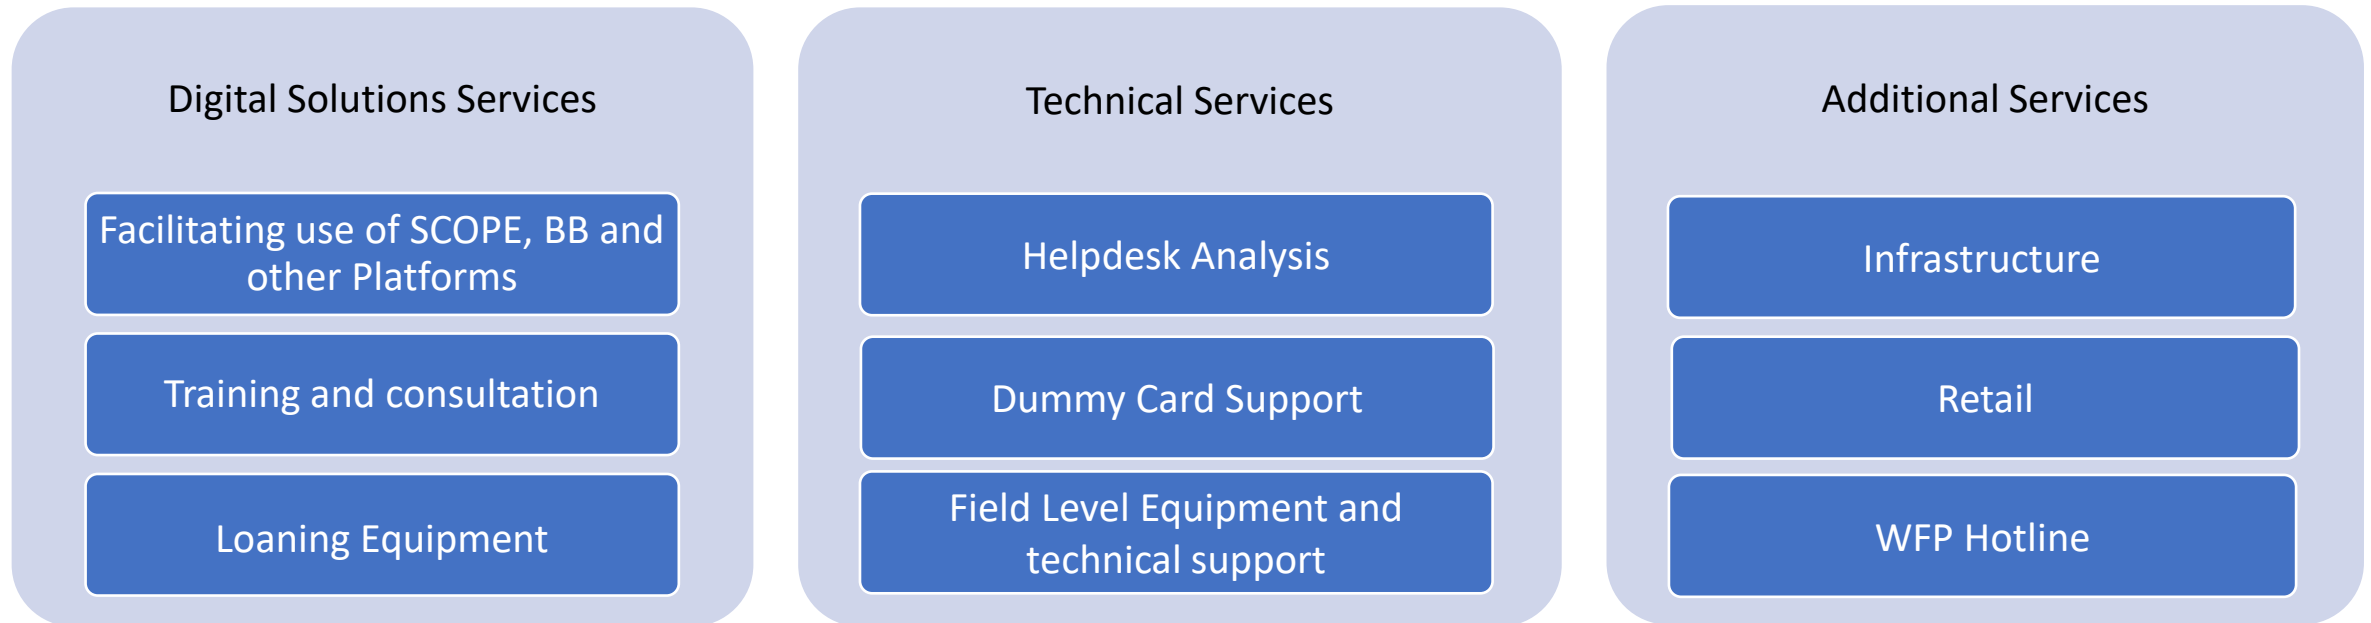 Digital Solutions Services
Facilitating use of SCOPE, BB and
other Platforms
Training and consultation
Loaning Equipment
Technical Services
Helpdesk Analysis
Dummy Card Support
Field Level Equipment and
technical support
Additional Services
Infrastructure
Retail
WFP Hotline